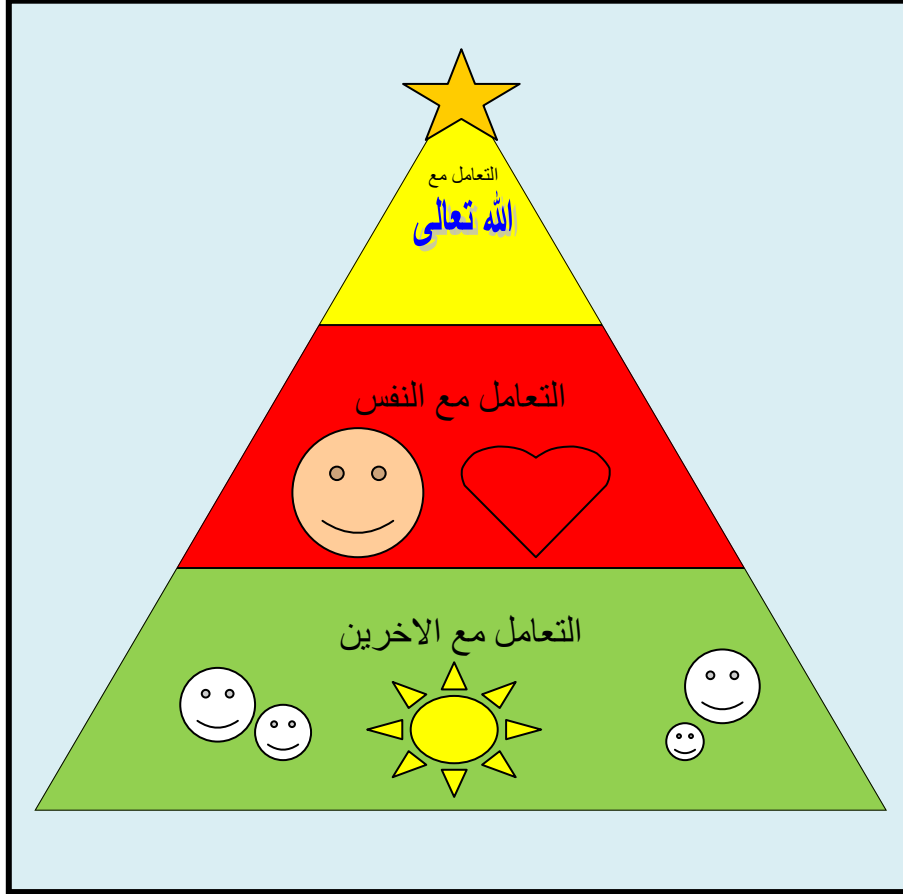 التعامل مع
الله تعالى
التعامل مع النفس
التعامل مع الاخرين